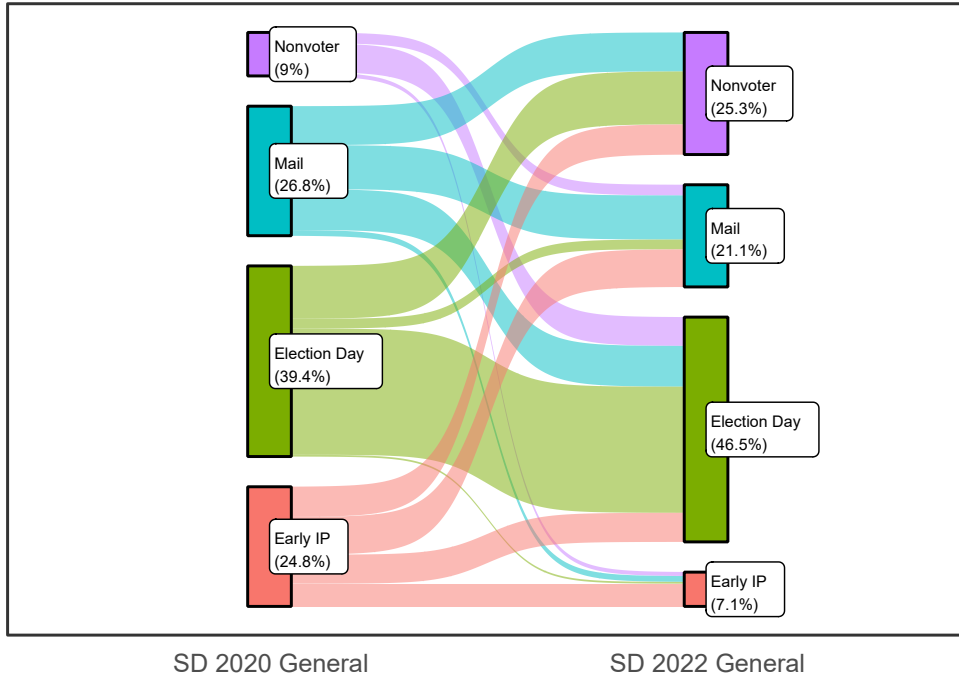 Nonvoter
(9%)
Mail
(26.8%)
Election Day
(39.4%)
Early IP
(24.8%)
Nonvoter
(25.3%)
Mail
(21.1%)
Election Day
(46.5%)
Early IP
(7.1%)
SD 2020 General
SD 2022 General